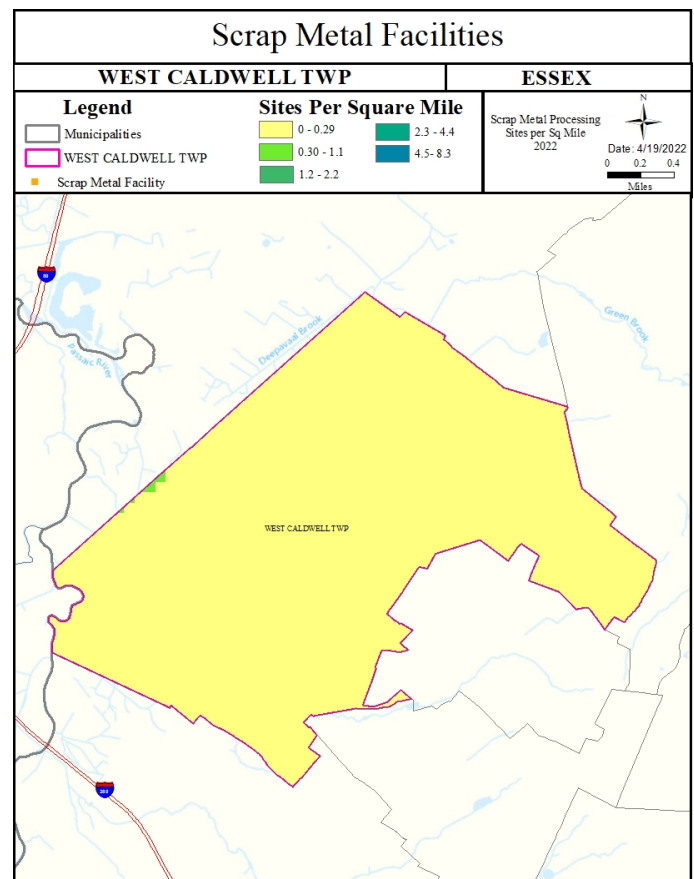 Scrap Metal Facilities
WEST CALDWELL TWP
ESSEX
Legend
Municipalities
WEST CALDWELL TWP
Scrap Metal Facility
Sites Per Square Mile
0 - 0.29
0.30 - 1.1
1.2 - 2.2
2.3 - 4.4
4.5- 8.3
Scrap Metal Processing
Sites per Sq Mile
2022
N
Date: 4/19/2022
0 0.2 0.4
Miles
80
Passaic River
Deepavaal Brook
Green Brook
WEST CALDWELL TWP
280